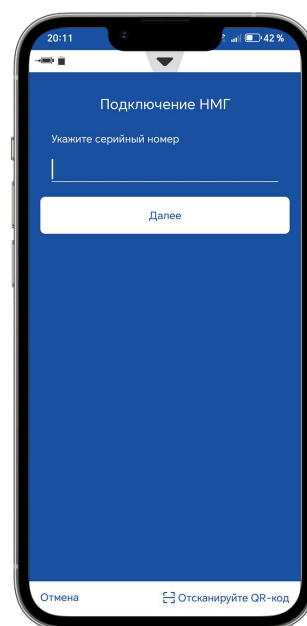 20:11
42 %
Подключение НМГ
Укажите серийный номер
Далее
Отмена
Отсканируйте QR-код